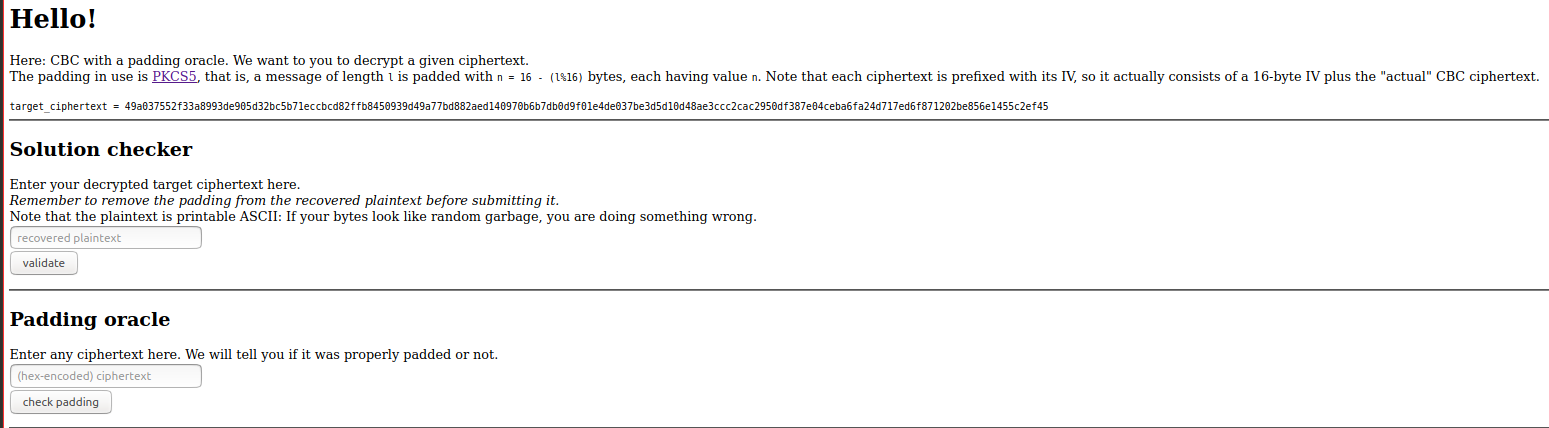 Hello!
Here: CBC with a padding oracle. We want to you to decrypt a given ciphertext.
The padding in use is PKCS5, that is, a message of length l is padded with n = 16 - (l%16) bytes, each having value n. Note that each ciphertext is prefixed with its IV, so it actually consists of a 16-byte IV plus the "actual" CBC ciphertext.
target_ciphertext = 49a037552f33a8993de905d32bc5b71eccbcd82ffb8450939d49a77bd882aed140970b6b7db0d9f01e4de037be3d5d10d48ae3ccc2cac2950df387e04ceba6fa24d717ed6f871202be856e1455c2ef45
Solution checker
Enter your decrypted target ciphertext here.
Remember to remove the padding from the recovered plaintext before submitting it.
Note that the plaintext is printable ASCII: If your bytes look like random garbage, you are doing something wrong.
recovered plaintext
validate
Padding oracle
Enter any ciphertext here. We will tell you if it was properly padded or not.
(hex-encoded) ciphertext
check padding